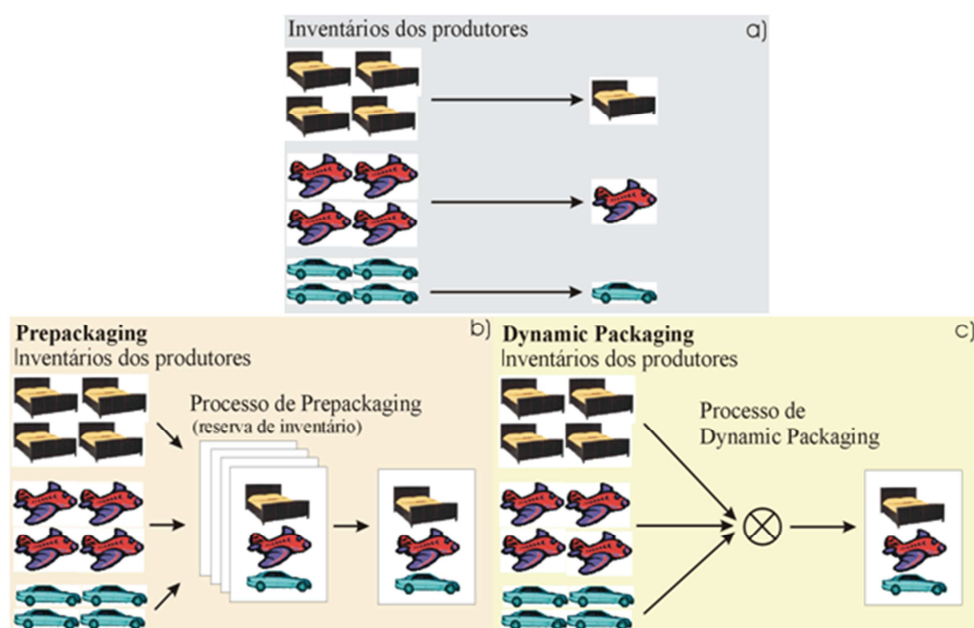 Inventários dos produtores
a)
Prepackaging
b)
Inventários dos produtores
Processo de Prepackaging
(reserva de inventário)
Dynamic Packaging
c)
Inventários dos produtores
Processo de
Dynamic Packaging